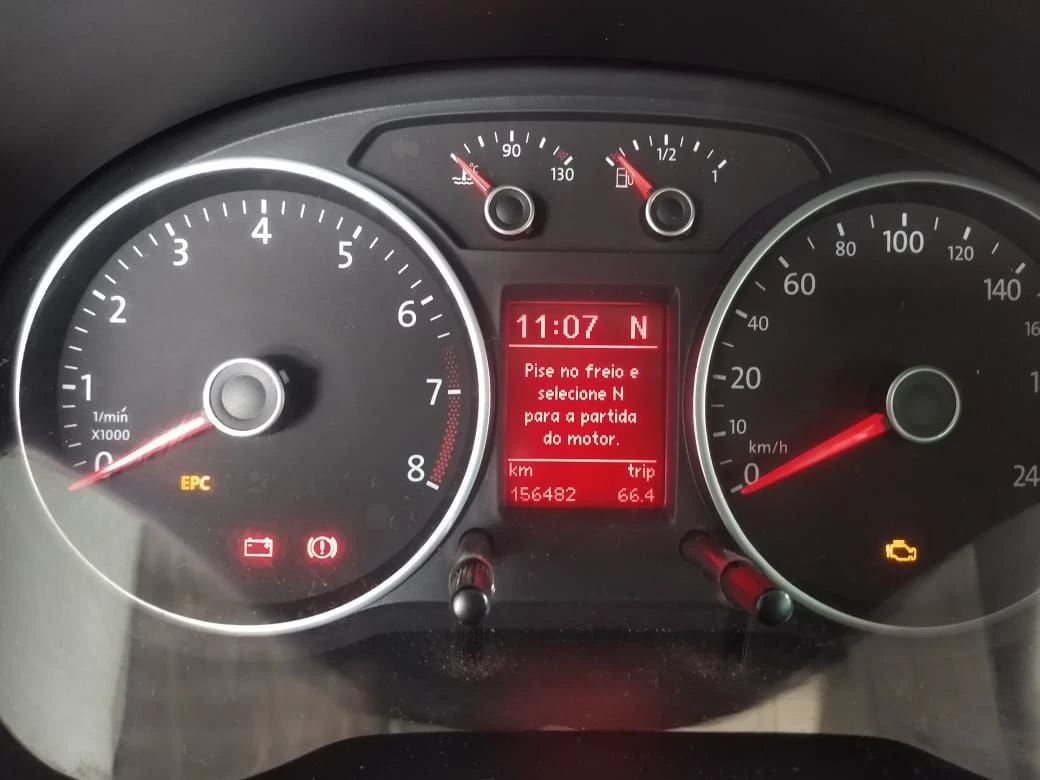 90
130
°C
1/2
1
0
1
2
3
4
5
6
7
8
1/min
X1000
EPC
11:07 N
Pise no freio e
selecione N
para a partida
do motor.
km trip
156482 66.4
0
10
20
40
60
80
100
120
140
km/h